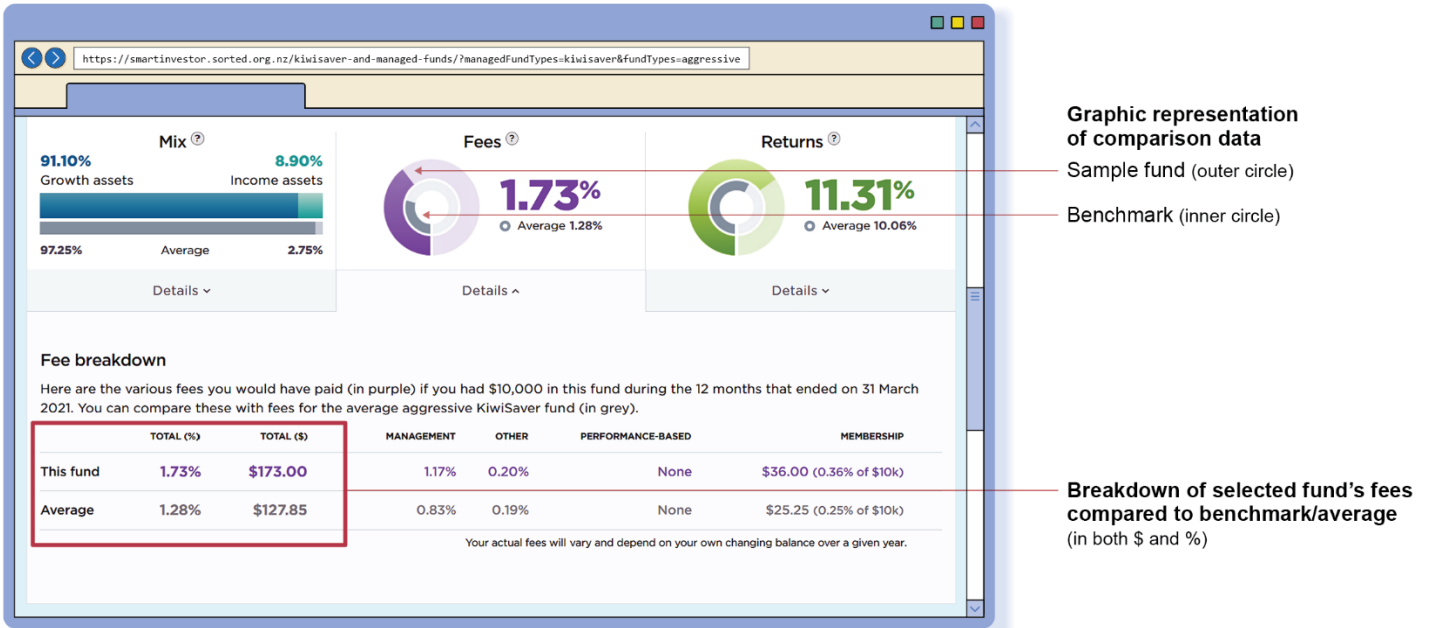 https://smartinvestor.sorted.org.nz/kiwisaver-and-managed-funds/?managedFundTypes=kiwisaver&fundTypes=aggressive
Mix ?
91.10% 8.90%
Growth assets Income assets
97.25% Average 2.75%
Details
Fees ?
1.73%
Average 1.28%
Details
Returns ?
11.31%
Average 10.06%
Details
Fee breakdown
Here are the various fees you would have paid (in purple) if you had $10,000 in this fund during the 12 months that ended on 31 March
2021. You can compare these with fees for the average aggressive KiwiSaver fund (in grey).
TOTAL (%) TOTAL ($) MANAGEMENT OTHER PERFORMANCE-BASED MEMBERSHIP
This fund 1.73% $173.00 1.17% 0.20% None $36.00 (0.36% of $10k)
Average 1.28% $127.85 0.83% 0.19% None $25.25 (0.25% of $10k)
Your actual fees will vary and depend on your own changing balance over a given year.
Graphic representation
of comparison data
Sample fund (outer circle)
Benchmark (inner circle)
Breakdown of selected fund's fees
compared to benchmark/average
(in both $ and %)